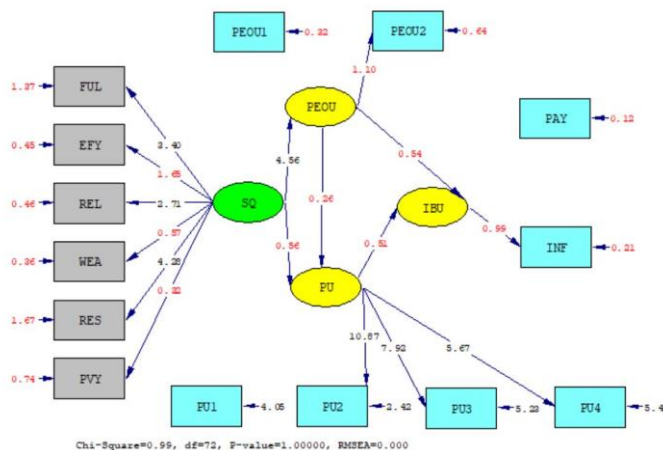 PEOU1 0.32 PEOU2 0.64
1.10
1.37 FUL
PEOU
PAY 0.12
3.40
0.45 EFY
4.56 0.54
1.65
0.46 REL 2.71 SQ 0.26 IBU
0.99
0.57 0.51
0.36 WEA 4.28 0.56 INF 0.21
0.32
PU
1.67 RES
10.87 7.92 5.67
0.74 PVY
PU1 4.05 PU2 2.42 PU3 5.23 PU4 5.4
Chi-Square=0.99, df=72, P-value=1.00000, RMSEA=0.000